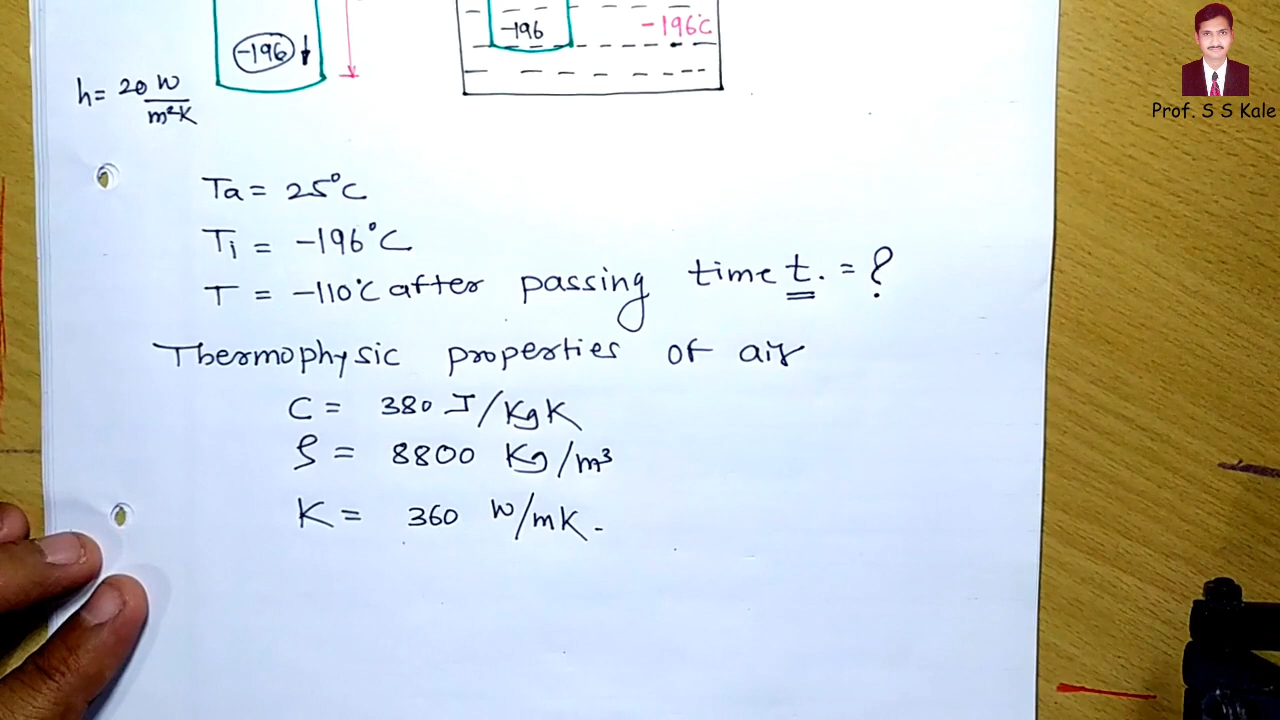 -196
-196
-196°C
h = 20 W/m²K
Prof. S S Kale
Ta = 25°C
Ti = -196°C
T = -110°C after passing time t. = ?
Thermophysic properties of air
C = 380 J/KgK
ρ = 8800 Kg/m³
K = 360 W/mK.